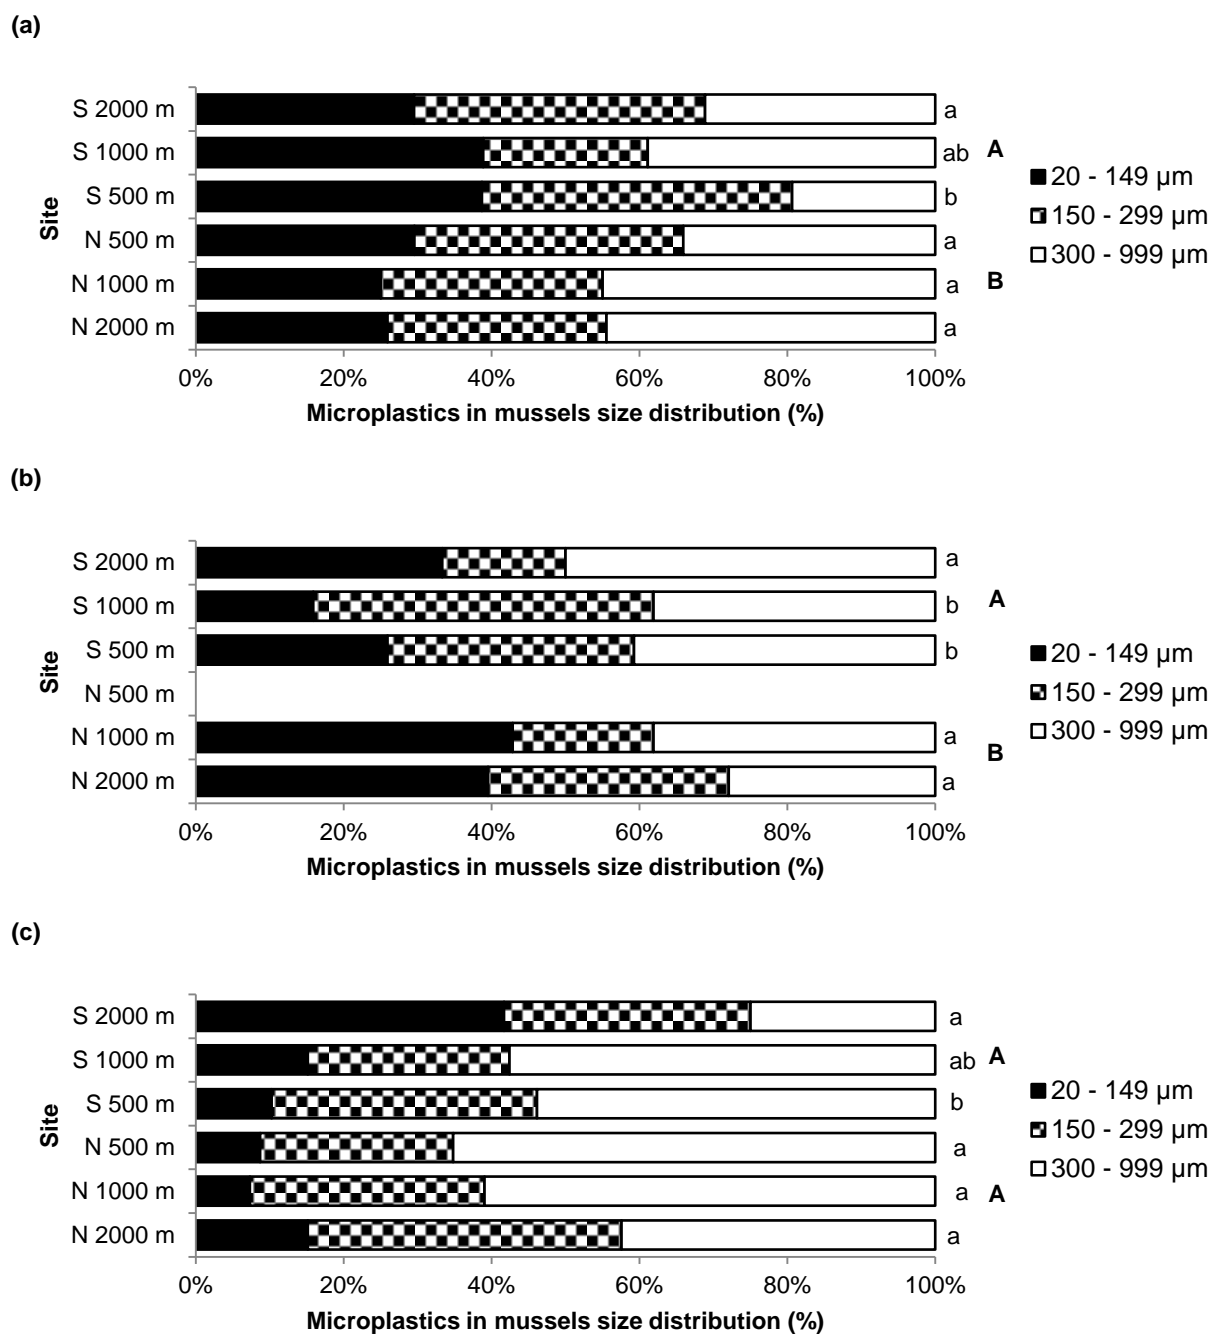 (a)
S 2000 m
a
S 1000 m
ab
A
S 500 m
b
N 500 m
a
N 1000 m
a
B
N 2000 m
a
Site
20 - 149 µm
150 - 299 µm
300 - 999 µm
0% 20% 40% 60% 80% 100%
Microplastics in mussels size distribution (%)
(b)
S 2000 m
a
S 1000 m
b
A
S 500 m
b
N 500 m
N 1000 m
a
B
N 2000 m
a
Site
20 - 149 µm
150 - 299 µm
300 - 999 µm
0% 20% 40% 60% 80% 100%
Microplastics in mussels size distribution (%)
(c)
S 2000 m
a
S 1000 m
ab
A
S 500 m
b
N 500 m
a
N 1000 m
a
A
N 2000 m
a
Site
20 - 149 µm
150 - 299 µm
300 - 999 µm
0% 20% 40% 60% 80% 100%
Microplastics in mussels size distribution (%)